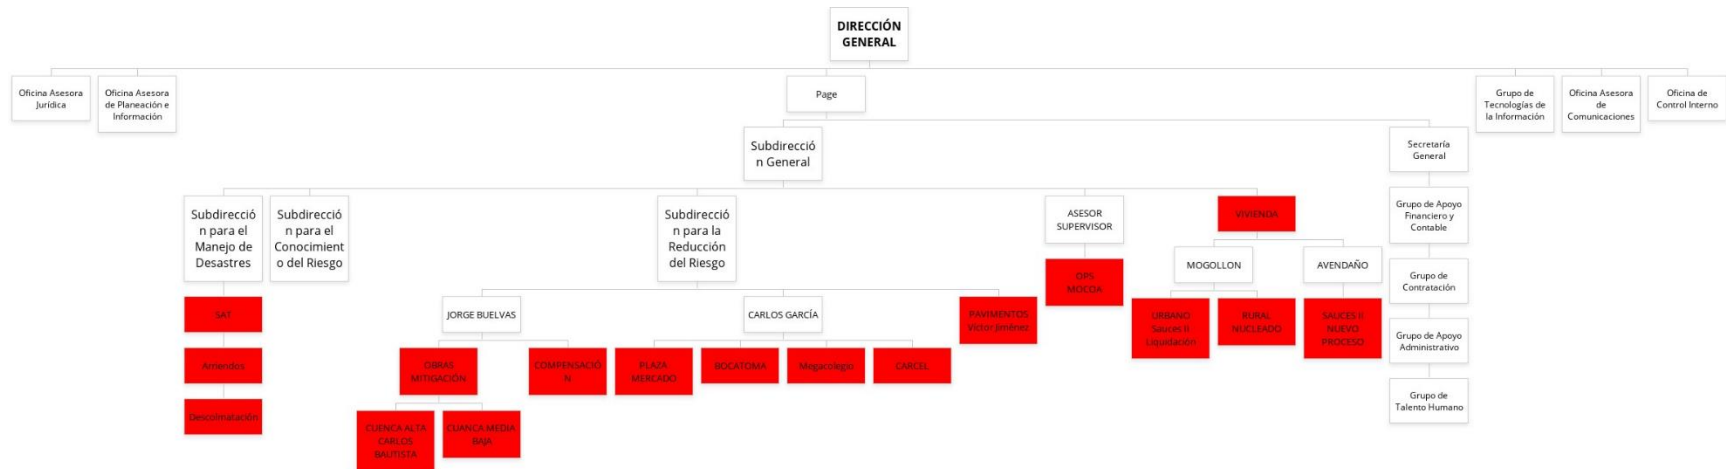 DIRECCIÓN
GENERAL
Oficina Asesora
Jurídica
Oficina Asesora
de Planeación e
Información
Page
Grupo de
Tecnologías de
la Información
Oficina Asesora
de
Comunicaciones
Oficina de
Control Interno
Subdirecció
n General
Secretaría
General
Subdirecció
n para el
Manejo de
Desastres
Subdirecció
n para el
Conocimient
o del Riesgo
Subdirecció
n para la
Reducción
del Riesgo
ASESOR
SUPERVISOR
VIVIENDA
Grupo de Apoyo
Financiero y
Contable
MOGOLLON
AVENDAÑO
OPS
MOCOA
Grupo de
Contratación
SAT
JORGE BUELVAS
CARLOS GARCÍA
PAVIMENTOS
Víctor Jiménez
URBANO
Sauces II
Liquidación
RURAL
NUCLEADO
SAUCES II
NUEVO
PROCESO
Grupo de Apoyo
Administrativo
Arriendos
OBRAS
MITIGACIÓN
COMPENSACIÓ
N
PLAZA
MERCADO
BOCATOMA
Megacolegio
CARCEL
Grupo de
Talento Humano
Descolmatación
CUENCA ALTA
CARLOS
BAUTISTA
CUANCA MEDIA
BAJA